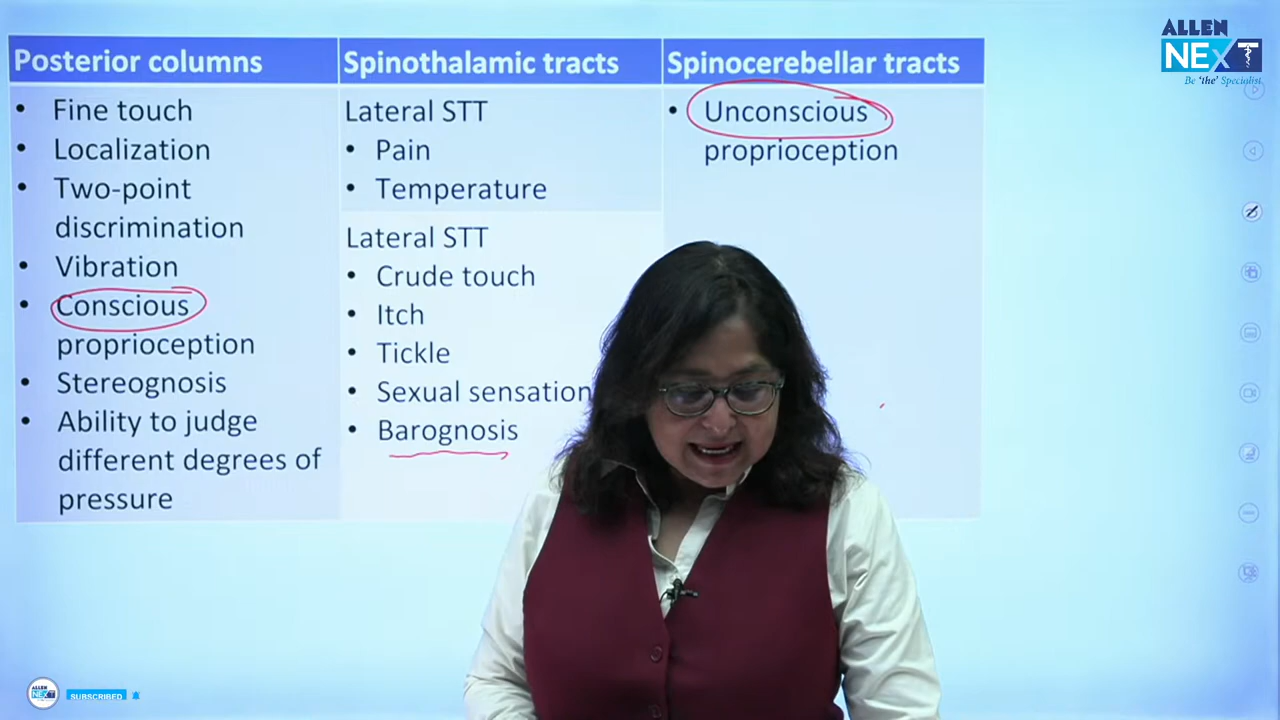 ALLEN
NEXT
Be 'the' Specialist
Posterior columns
Spinothalamic tracts
Spinocerebellar tracts
• Fine touch
• Localization
• Two-point
discrimination
• Vibration
• Conscious
proprioception
• Stereognosis
• Ability to judge
different degrees of
pressure
Lateral STT
• Pain
• Temperature
Lateral STT
• Crude touch
• Itch
• Tickle
• Sexual sensation
• Barognosis
• Unconscious
proprioception
ALLEN
NEXT
SUBSCRIBED